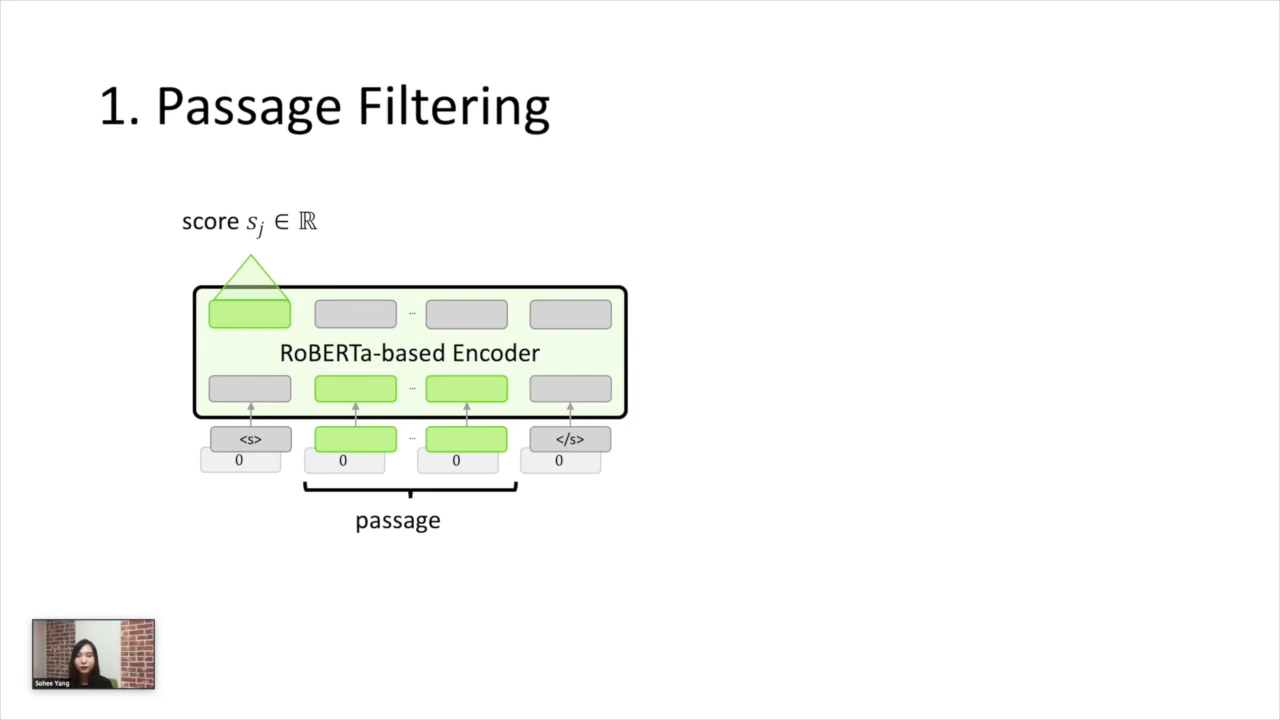 1. Passage Filtering
score s_j ∈ ℝ
... 
RoBERTa-based Encoder
...
<s> ... </s>
0 0 0 0
passage
Sohee Yang